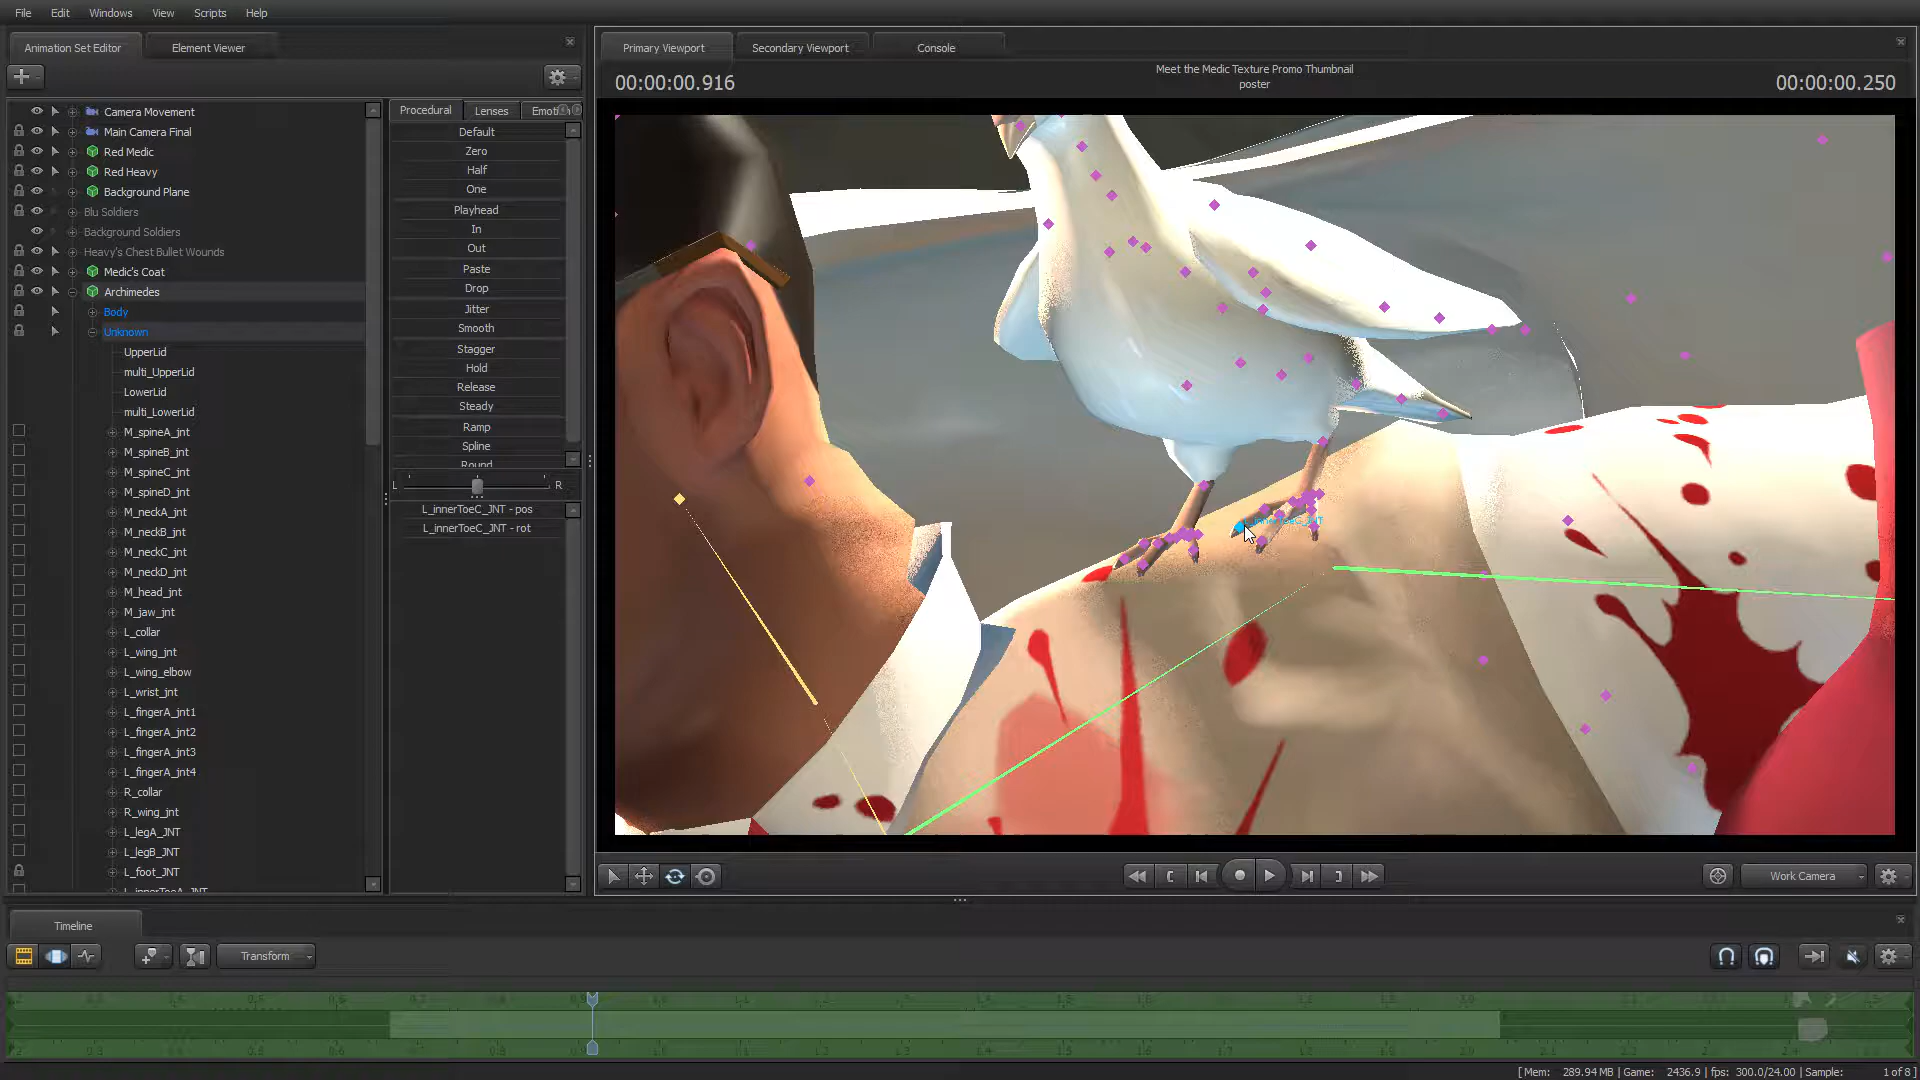 File Edit Windows View Scripts Help
Animation Set Editor Element Viewer
Primary Viewport Secondary Viewport Console
00:00:00.916
Meet the Medic Texture Promo Thumbnail
poster
00:00:00.250
Camera Movement
Main Camera Final
Red Medic
Red Heavy
Background Plane
Blu Soldiers
Background Soldiers
Heavy's Chest Bullet Wounds
Medic's Coat
Archimedes
Body
Unknown
UpperLid
multi_UpperLid
LowerLid
multi_LowerLid
M_spineA_jnt
M_spineB_jnt
M_spineC_jnt
M_spineD_jnt
M_neckA_jnt
M_neckB_jnt
M_neckC_jnt
M_neckD_jnt
M_head_jnt
M_jaw_jnt
L_collar
L_wing_jnt
L_wing_elbow
L_wrist_jnt
L_fingerA_jnt1
L_fingerA_jnt2
L_fingerA_jnt3
L_fingerA_jnt4
R_collar
R_wing_jnt
L_legA_JNT
L_legB_JNT
L_foot_JNT
L_innerToeA_JNT
Procedural Lenses Emoti
Default
Zero
Half
One
Playhead
In
Out
Paste
Drop
Jitter
Smooth
Stagger
Hold
Release
Steady
Ramp
Spline
Round
L R
L_innerToeC_JNT - pos
L_innerToeC_JNT - rot
Work Camera
Timeline
Transform
[ Mem: 289.94 MB | Game: 2436.9 | fps: 300.0/24.00 | Sample: 1 of 8 ]